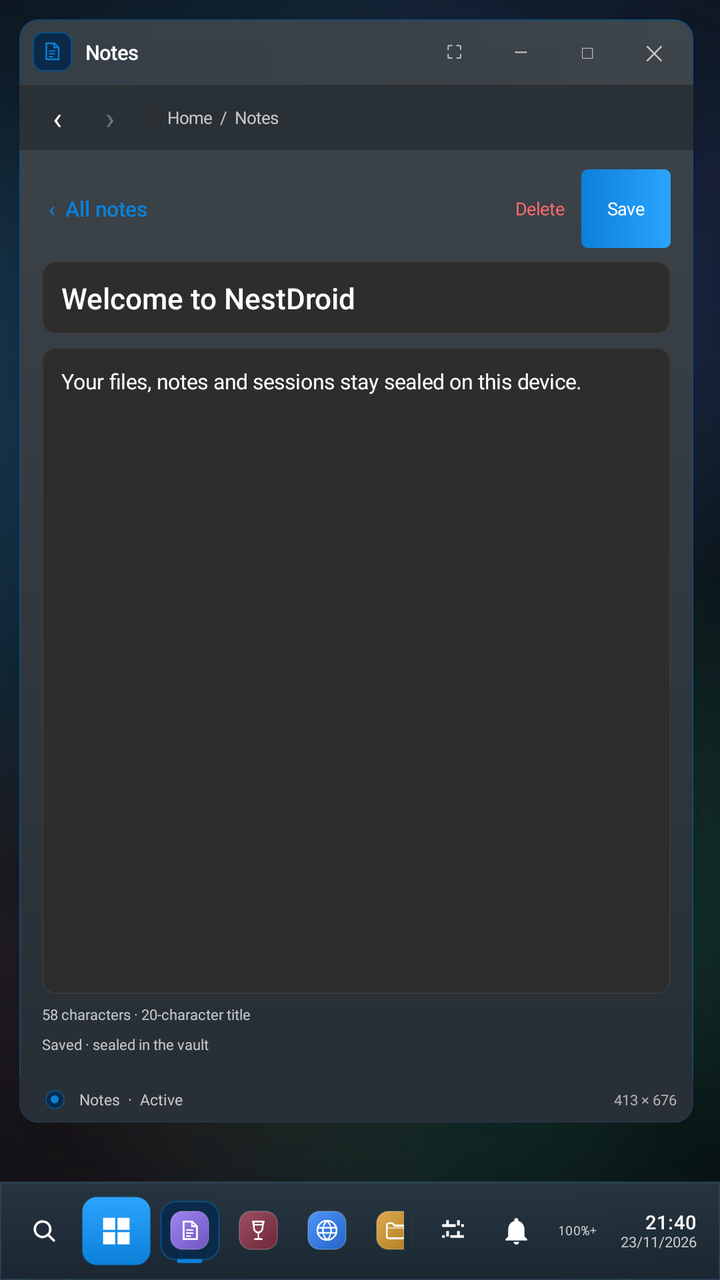 Notes
Home / Notes
‹ All notes
Delete
Save
Welcome to NestDroid
Your files, notes and sessions stay sealed on this device.
58 characters · 20-character title
Saved · sealed in the vault
Notes · Active
413 × 676
100%+
21:40
23/11/2026